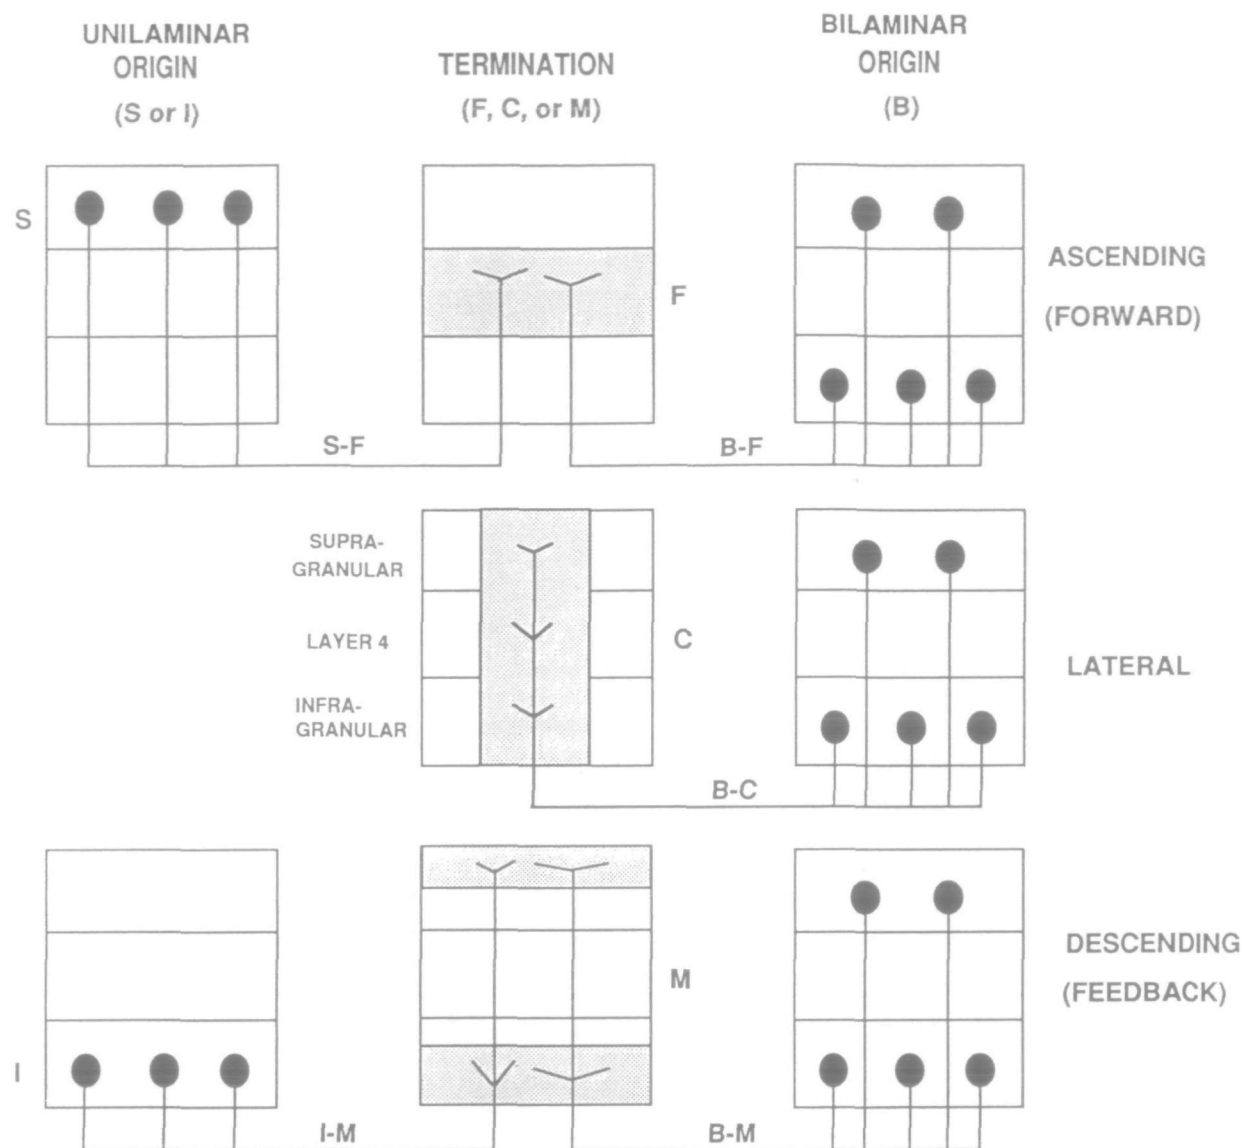 UNILAMINAR
ORIGIN
(S or I)
TERMINATION
(F, C, or M)
BILAMINAR
ORIGIN
(B)
S
F
ASCENDING
(FORWARD)
S-F
B-F
SUPRA-
GRANULAR
LAYER 4
INFRA-
GRANULAR
C
LATERAL
B-C
M
DESCENDING
(FEEDBACK)
I
I-M
B-M